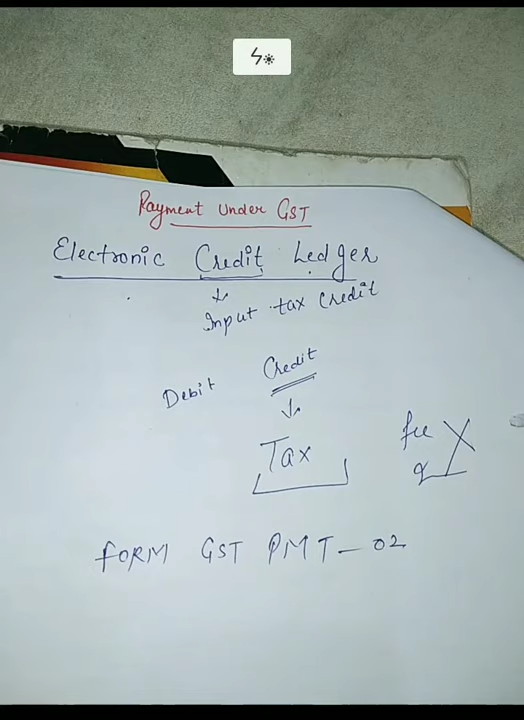 Payment Under GST
Electronic Credit Ledger
↓
Input tax Credit
Debit Credit
↓
Tax
fee X
FORM GST PMT-02